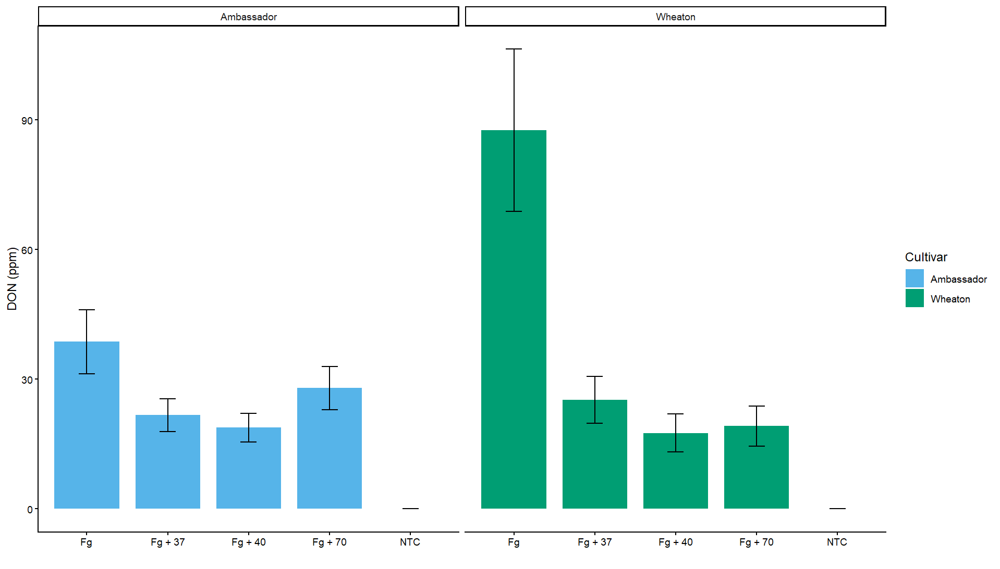 Ambassador
Wheaton
DON (ppm)
90
60
30
0
Fg
Fg + 37
Fg + 40
Fg + 70
NTC
Fg
Fg + 37
Fg + 40
Fg + 70
NTC
Cultivar
Ambassador
Wheaton